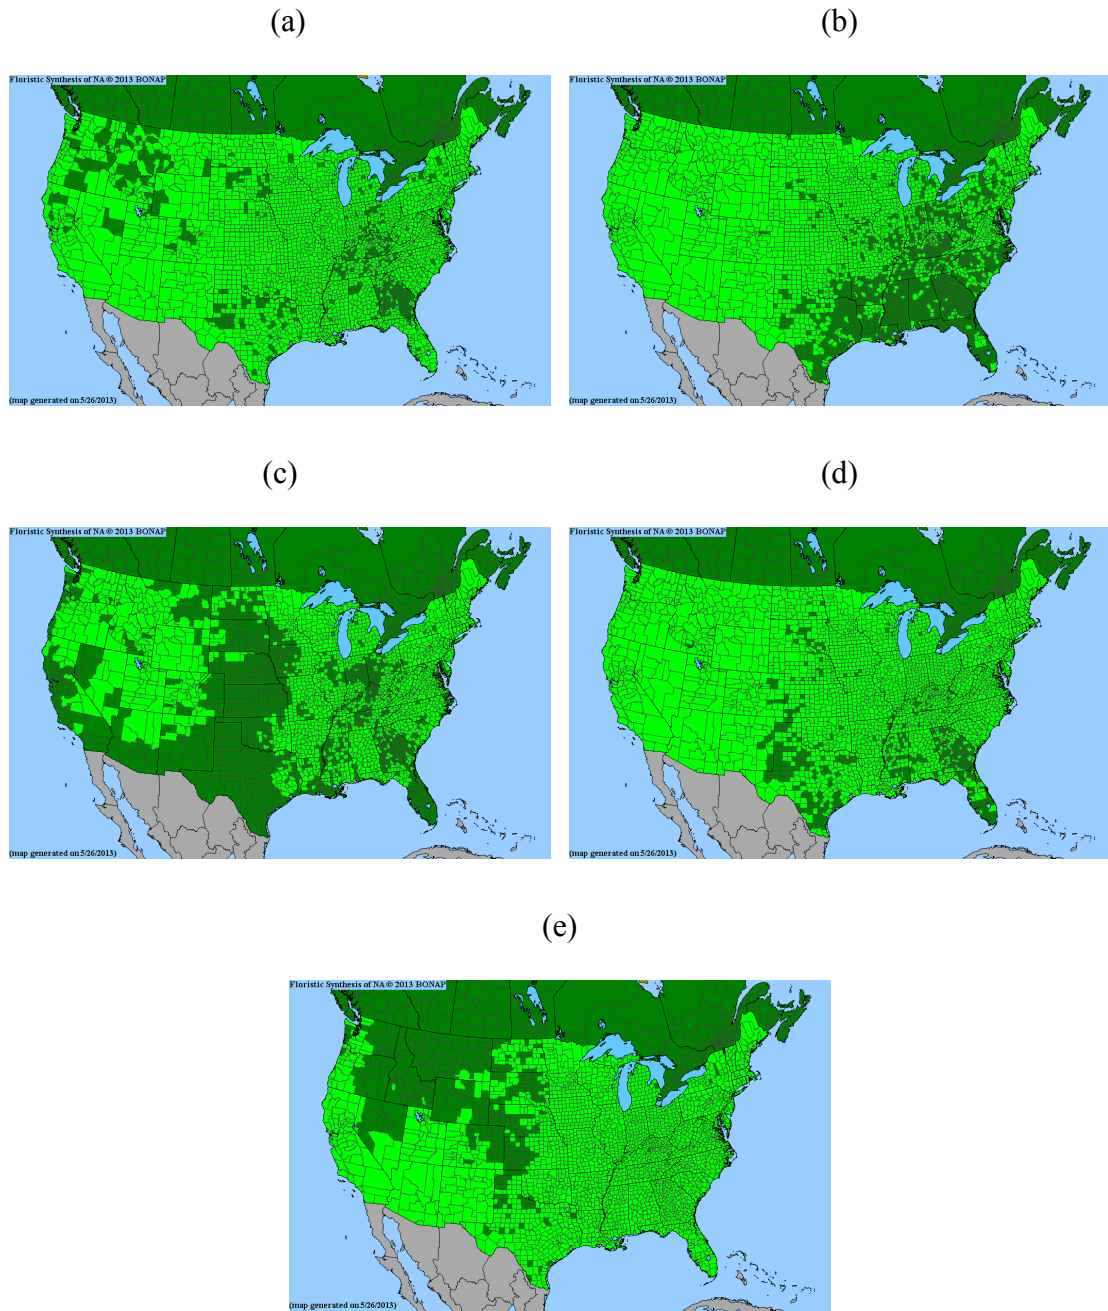 (a)
(b)
Floristic Synthesis of NA © 2013 BONAP
Floristic Synthesis of NA © 2013 BONAP
(map generated on 5/26/2013)
(map generated on 5/26/2013)
(c)
(d)
Floristic Synthesis of NA © 2013 BONAP
Floristic Synthesis of NA © 2013 BONAP
(map generated on 5/26/2013)
(map generated on 5/26/2013)
(e)
Floristic Synthesis of NA © 2013 BONAP
(map generated on 5/26/2013)